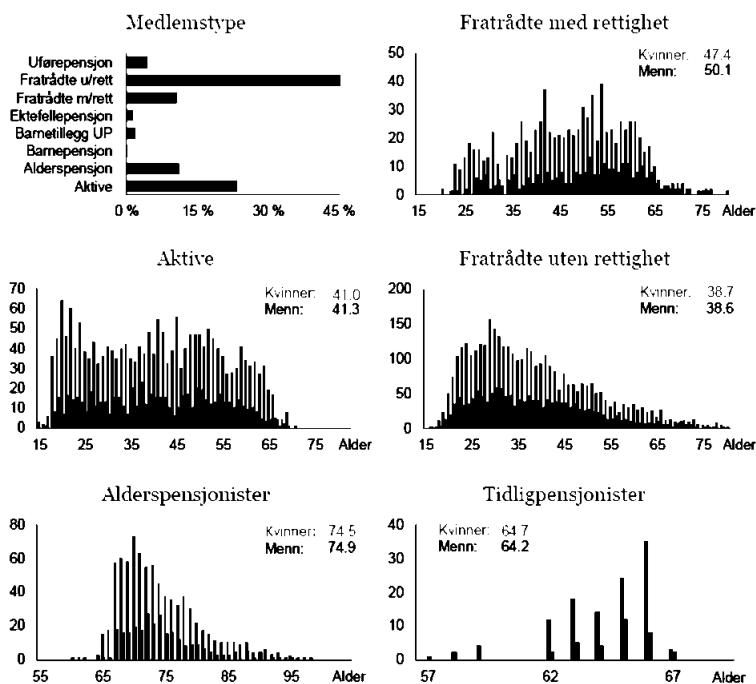 Medlemstype
Uførepensjon
Fratrådte u/rett
Fratrådte m/rett
Ektefellepensjon
Barnetillegg UP
Barnepensjon
Alderspensjon
Aktive
0 % 15 % 30 % 45 %
Fratrådte med rettighet
Kvinner: 47.4
Menn: 50.1
50
40
30
20
10
0
15 25 35 45 55 65 75 Alder
Aktive
Kvinner: 41.0
Menn: 41.3
70
60
50
40
30
20
10
0
15 25 35 45 55 65 75 Alder
Fratrådte uten rettighet
Kvinner. 38.7
Menn: 38.6
200
150
100
50
0
15 25 35 45 55 65 75 Alder
Alderspensjonister
Kvinner: 74.5
Menn: 74.9
80
60
40
20
0
55 65 75 85 95 Alder
Tidligpensjonister
Kvinner: 64.7
Menn: 64.2
40
30
20
10
0
57 62 67 Alder